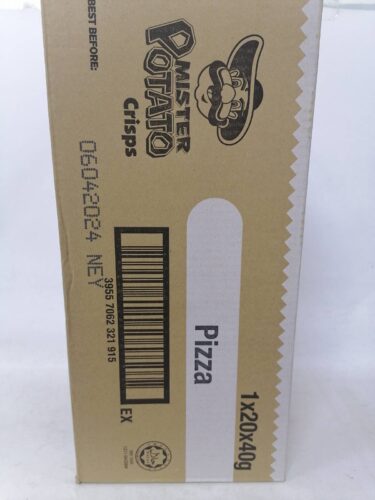 MISTER
POTATO
Crisps
BEST BEFORE:
06042024 NEY
3955 7062 321 915
EX
Pizza
1x20x40g